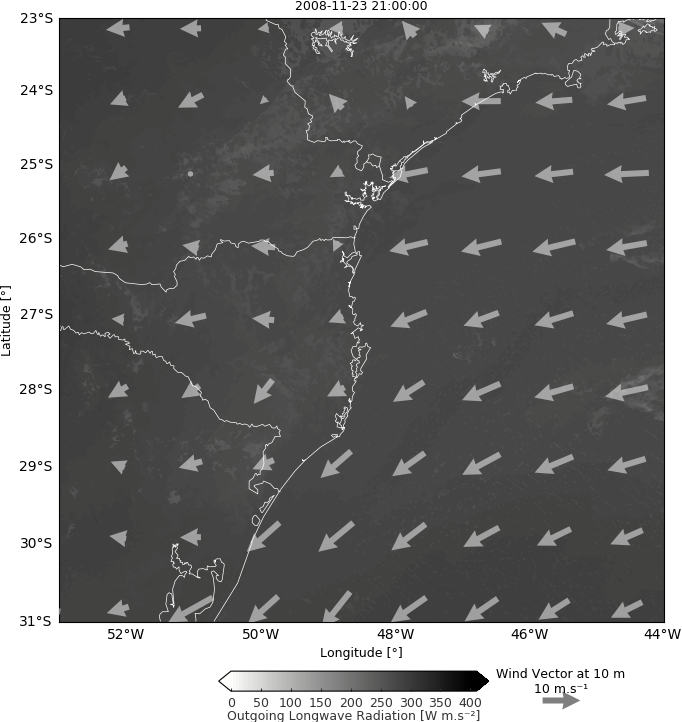 2008-11-23 21:00:00
23°S
24°S
25°S
26°S
27°S
28°S
29°S
30°S
31°S
Latitude [°]
52°W 50°W 48°W 46°W 44°W
Longitude [°]
0 50 100 150 200 250 300 350 400
Outgoing Longwave Radiation [W m.s⁻²]
Wind Vector at 10 m
10 m.s⁻¹